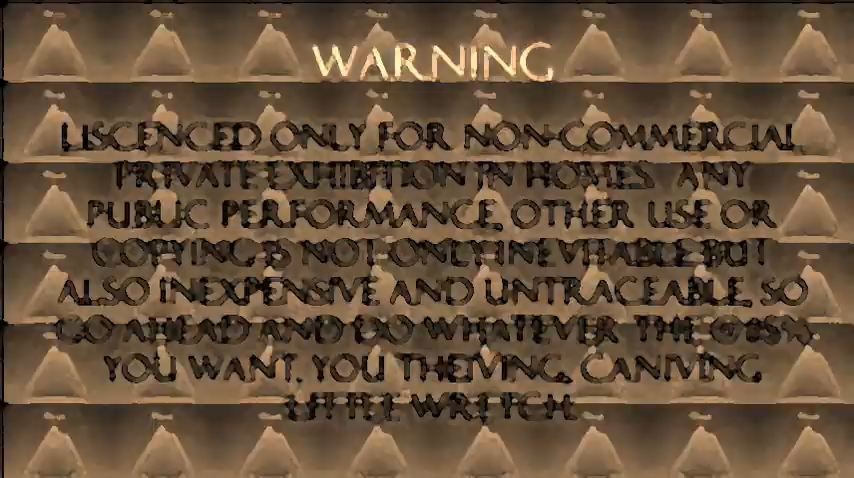 WARNING
LISCENCED ONLY FOR NON-COMMERCIAL
PRIVATE EXHIBITION IN HOMES. ANY
PUBLIC PERFORMANCE, OTHER USE OR
COPYING IS NOT ONLY INEVITABLE BUT
ALSO INEXPENSIVE AND UNTRACEABLE, SO
GO AHEAD AND DO WHATEVER THE @#$%
YOU WANT, YOU THEIVING, CANIVING
LITTLE WRETCH.